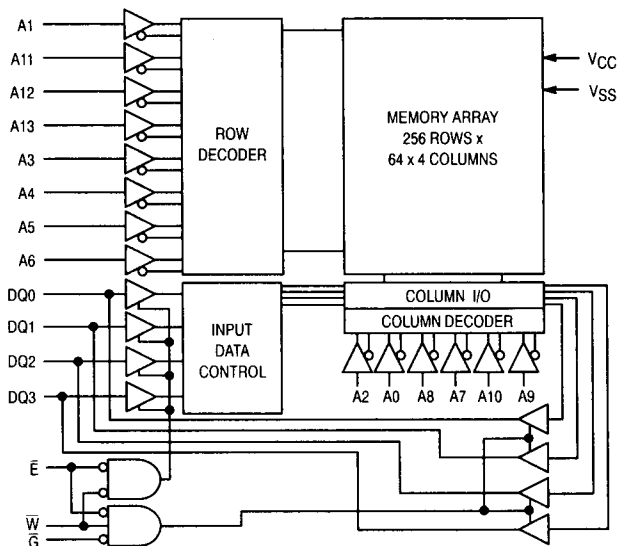 A1
A11
A12
A13
A3
A4
A5
A6
ROW
DECODER
MEMORY ARRAY
256 ROWS x
64 x 4 COLUMNS
VCC
VSS
DQ0
DQ1
DQ2
DQ3
INPUT
DATA
CONTROL
COLUMN I/O
COLUMN DECODER
A2 A0 A8 A7 A10 A9
E̅
W̅
G̅